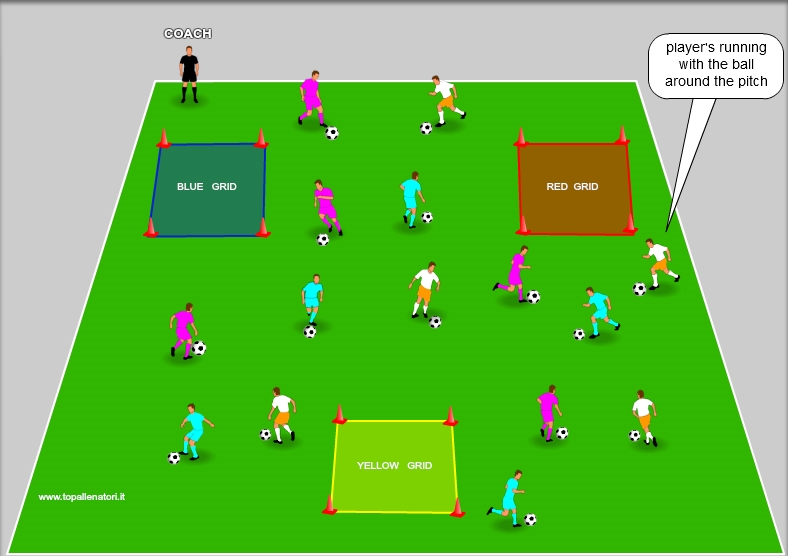 COACH
player's running
with the ball
around the pitch
BLUE GRID
RED GRID
YELLOW GRID
www.topallenatori.it